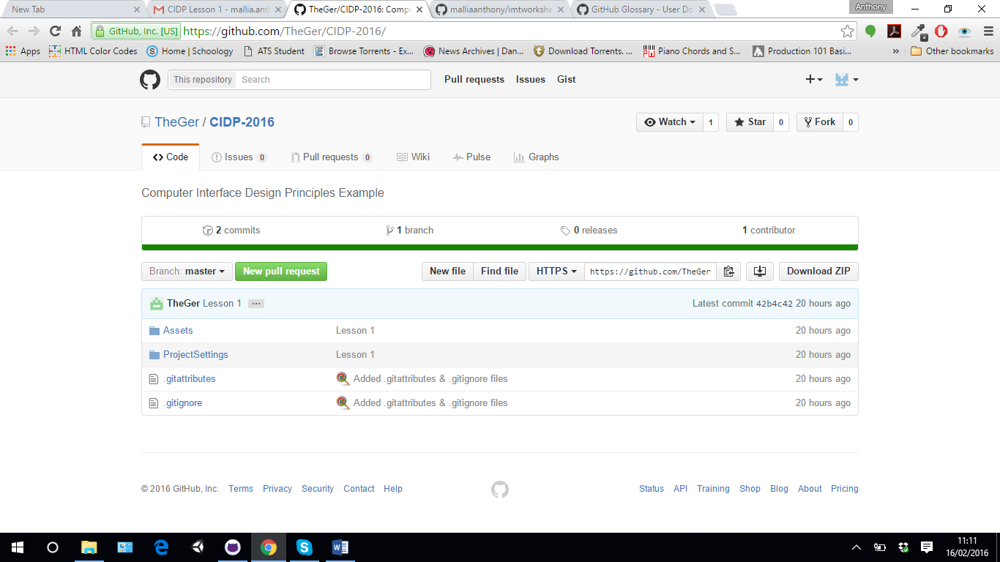 New Tab CIDP Lesson 1 - mallia.ant TheGer/CIDP-2016: Comp malliaanthony/imtworkshe GitHub Glossary - User Do Anthony
GitHub, Inc. [US] https://github.com/TheGer/CIDP-2016/
Apps HTML Color Codes Home | Schoology ATS Student Browse Torrents - Ex... News Archives | Dan... Download Torrents. ... Piano Chords and S... Production 101 Basi... » Other bookmarks
This repository Search Pull requests Issues Gist
TheGer / CIDP-2016 Watch 1 Star 0 Fork 0
Code Issues 0 Pull requests 0 Wiki Pulse Graphs
Computer Interface Design Principles Example
2 commits 1 branch 0 releases 1 contributor
Branch: master New pull request New file Find file HTTPS https://github.com/TheGer Download ZIP
TheGer Lesson 1 ... Latest commit 42b4c42 20 hours ago
Assets Lesson 1 20 hours ago
ProjectSettings Lesson 1 20 hours ago
.gitattributes Added .gitattributes & .gitignore files 20 hours ago
.gitignore Added .gitattributes & .gitignore files 20 hours ago
© 2016 GitHub, Inc. Terms Privacy Security Contact Help Status API Training Shop Blog About Pricing
11:11
16/02/2016